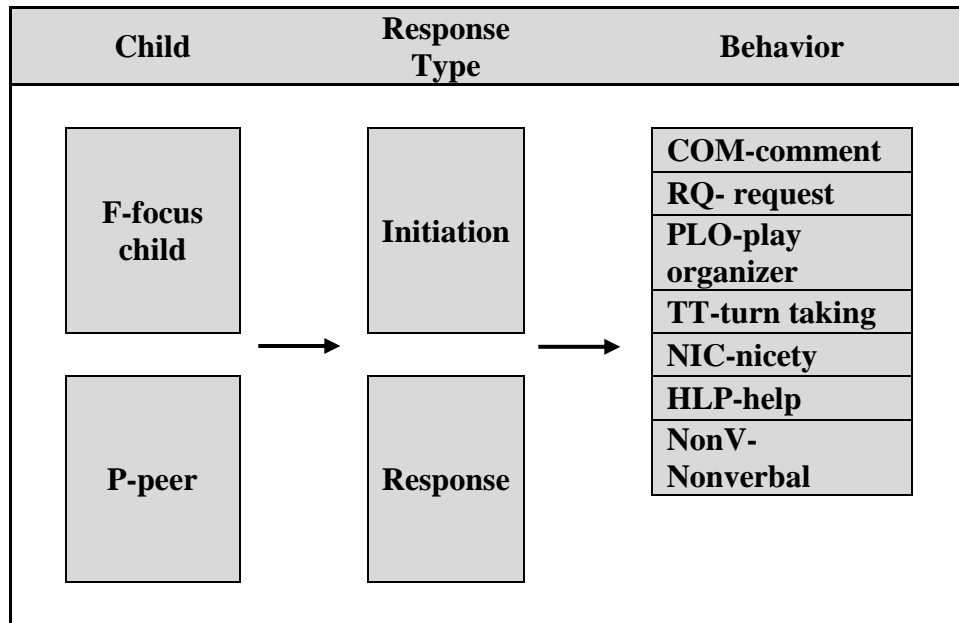 Child
Response
Type
Behavior
F-focus
child
Initiation
P-peer
Response
COM-comment
RQ- request
PLO-play
organizer
TT-turn taking
NIC-nicety
HLP-help
NonV-
Nonverbal